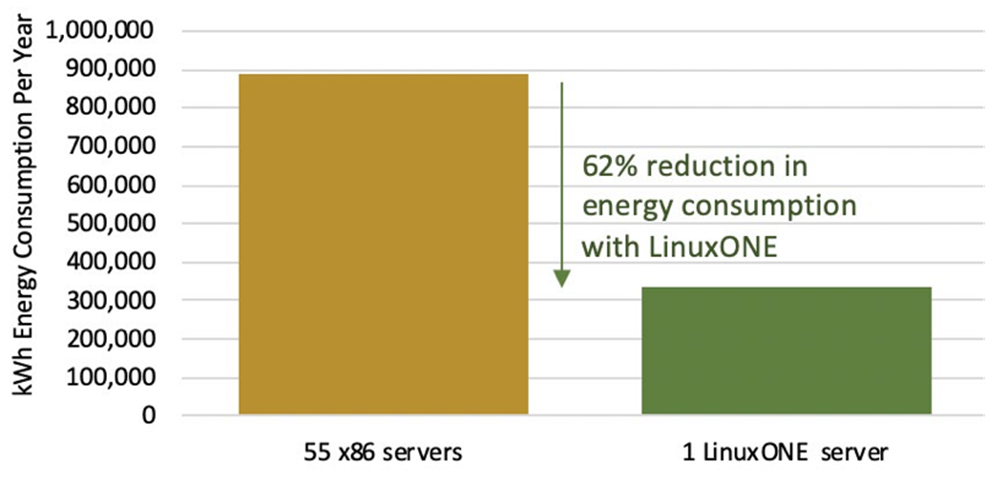 kWh Energy Consumption Per Year
1,000,000
900,000
800,000
700,000
600,000
500,000
400,000
300,000
200,000
100,000
0
62% reduction in
energy consumption
with LinuxONE
55 x86 servers
1 LinuxONE server